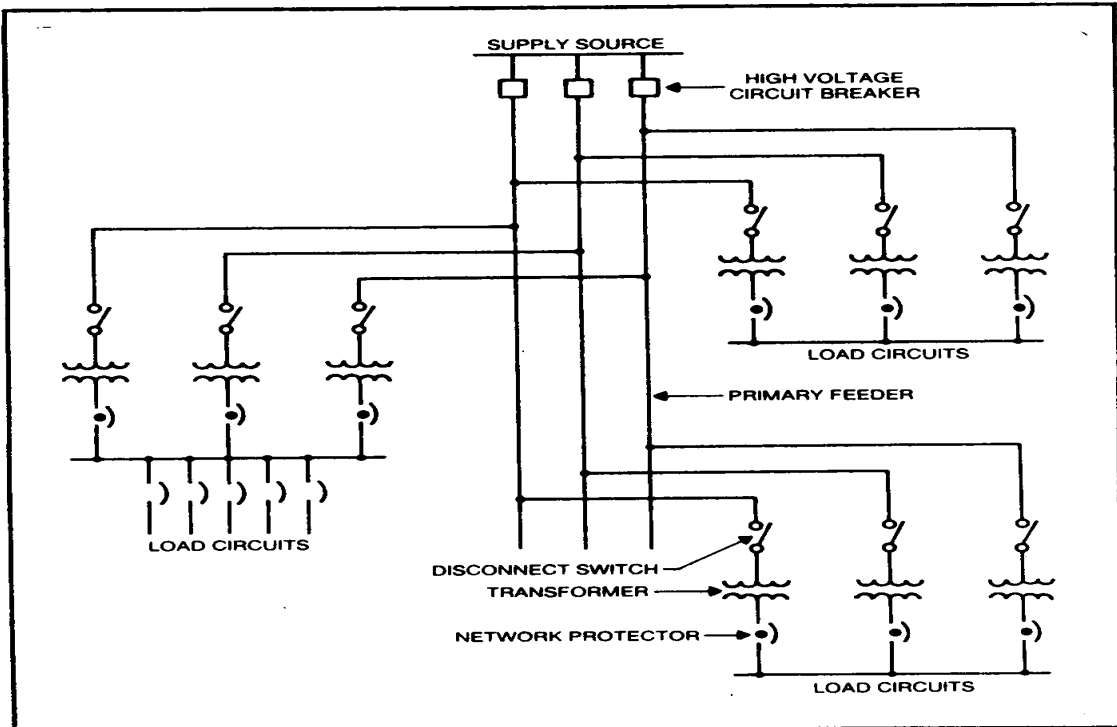 SUPPLY SOURCE
HIGH VOLTAGE
CIRCUIT BREAKER
LOAD CIRCUITS
PRIMARY FEEDER
LOAD CIRCUITS
DISCONNECT SWITCH
TRANSFORMER
NETWORK PROTECTOR
LOAD CIRCUITS